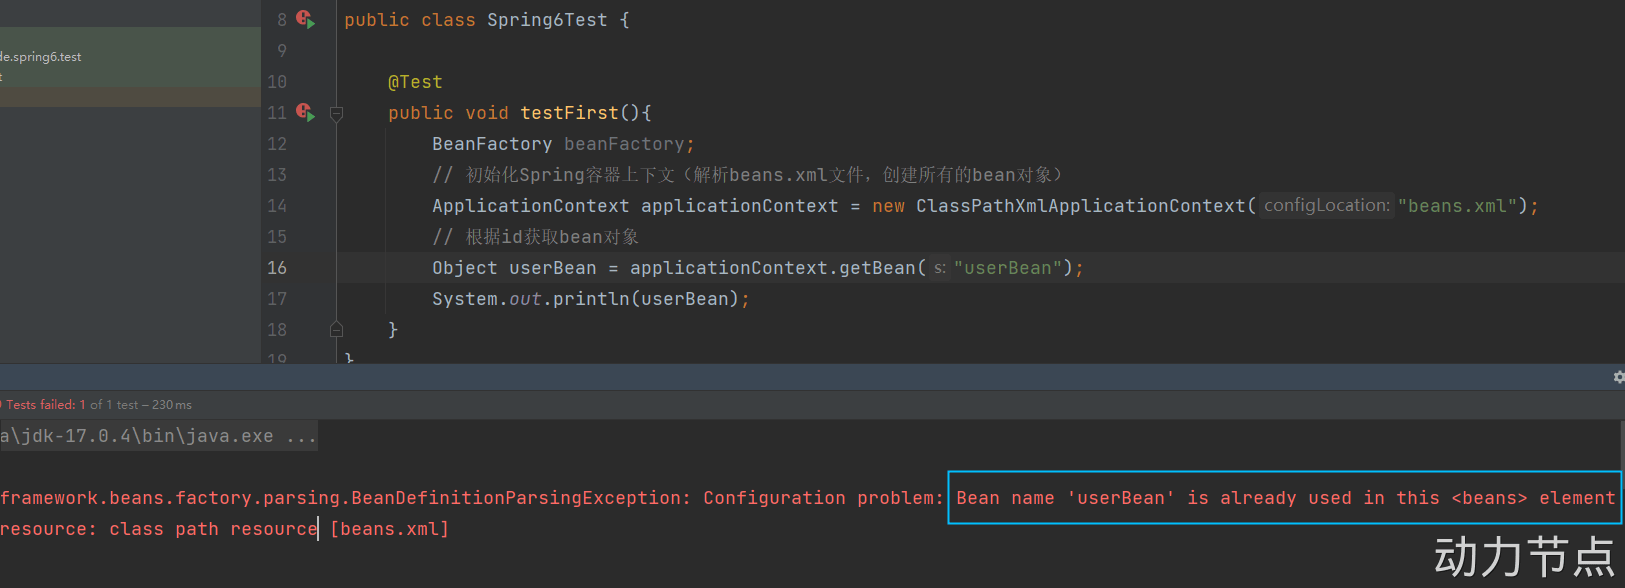 8 public class Spring6Test {
9
de.spring6.test
10 @Test
11 public void testFirst(){
12 BeanFactory beanFactory;
13 // 初始化Spring容器上下文（解析beans.xml文件，创建所有的bean对象）
14 ApplicationContext applicationContext = new ClassPathXmlApplicationContext( configLocation: "beans.xml");
15 // 根据id获取bean对象
16 Object userBean = applicationContext.getBean( s: "userBean");
17 System.out.println(userBean);
18 }
19 }
Tests failed: 1 of 1 test – 230 ms
a\jdk-17.0.4\bin\java.exe ...
framework.beans.factory.parsing.BeanDefinitionParsingException: Configuration problem: Bean name 'userBean' is already used in this <beans> element
resource: class path resource [beans.xml]
动力节点